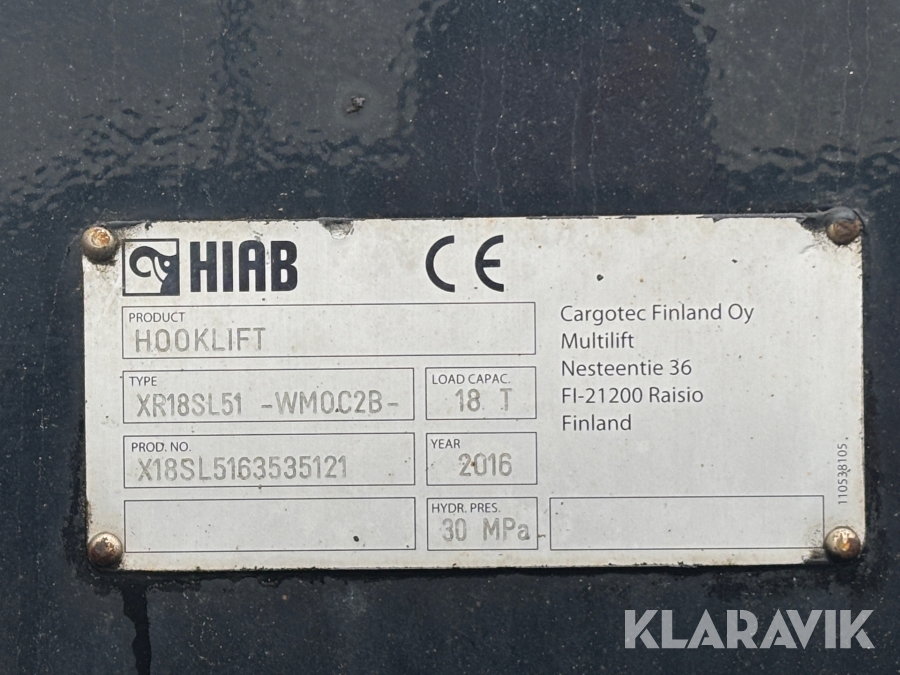 HIAB
CE
PRODUCT
HOOKLIFT
TYPE
XR18SL51 -WM0C2B-
LOAD CAPAC.
18 T
PROD. NO.
X18SL5163535121
YEAR
2016
HYDR. PRES.
30 MPa
Cargotec Finland Oy
Multilift
Nesteentie 36
FI-21200 Raisio
Finland
110538105
KLARAVIK